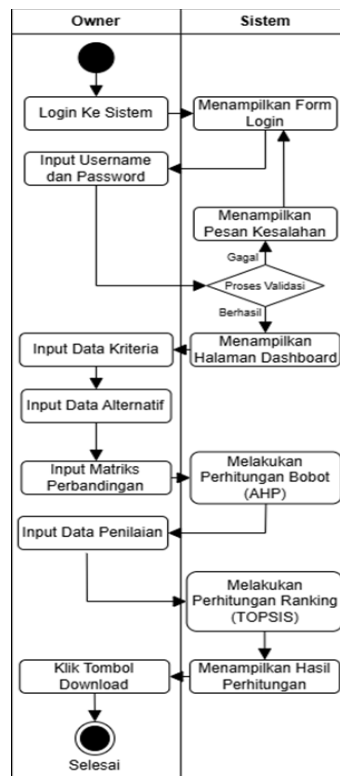 Owner
Sistem
Login Ke Sistem
Menampilkan Form
Login
Input Username
dan Password
Menampilkan
Pesan Kesalahan
Gagal
Proses Validasi
Berhasil
Input Data Kriteria
Menampilkan
Halaman Dashboard
Input Data Alternatif
Input Matriks
Perbandingan
Melakukan
Perhitungan Bobot
(AHP)
Input Data Penilaian
Melakukan
Perhitungan Ranking
(TOPSIS)
Klik Tombol
Download
Menampilkan Hasil
Perhitungan
Selesai